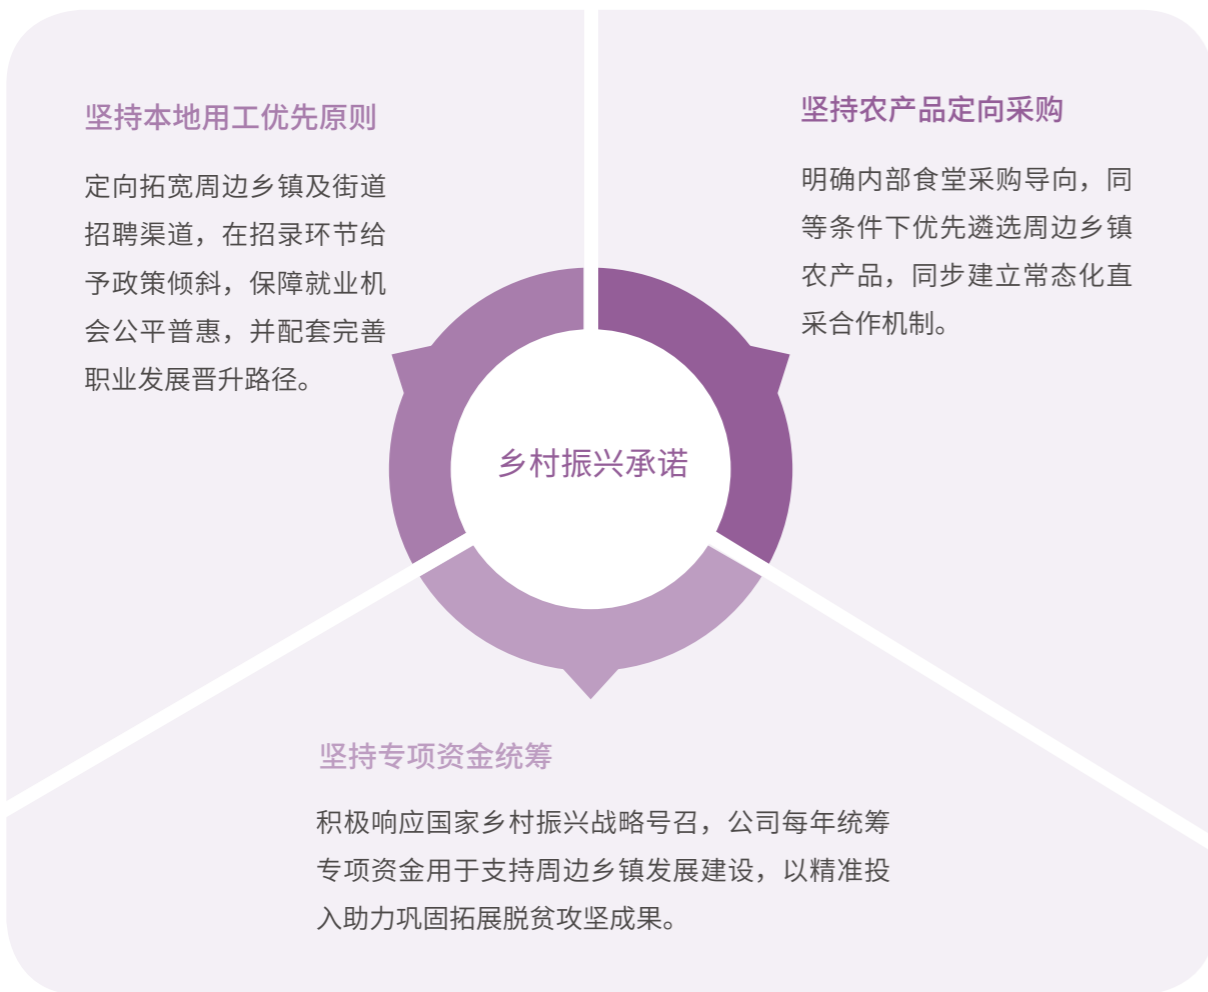 坚持本地用工优先原则
定向拓宽周边乡镇及街道
招聘渠道，在招录环节给
予政策倾斜，保障就业机
会公平普惠，并配套完善
职业发展晋升路径。
坚持农产品定向采购
明确内部食堂采购导向，同
等条件下优先遴选周边乡镇
农产品，同步建立常态化直
采合作机制。
乡村振兴承诺
坚持专项资金统筹
积极响应国家乡村振兴战略号召，公司每年统筹
专项资金用于支持周边乡镇发展建设，以精准投
入助力巩固拓展脱贫攻坚成果。